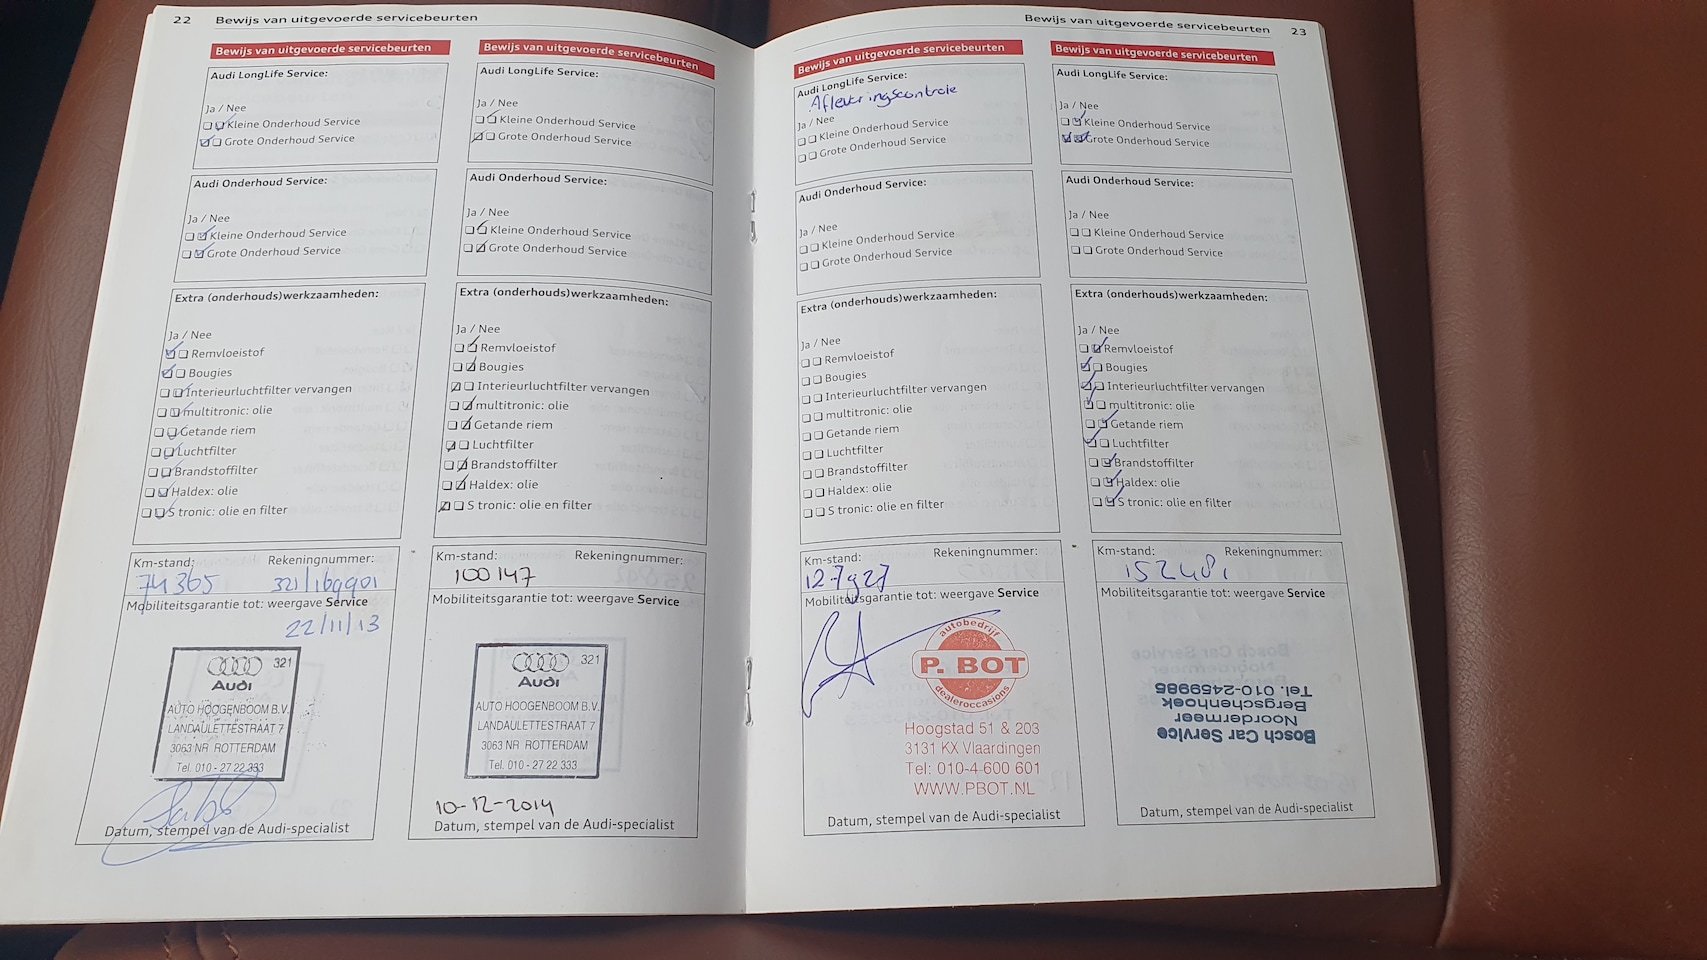 22 Bewijs van uitgevoerde servicebeurten
Bewijs van uitgevoerde servicebeurten
Audi LongLife Service:
Ja / Nee
Kleine Onderhoud Service
Grote Onderhoud Service
Audi Onderhoud Service:
Ja / Nee
Kleine Onderhoud Service
Grote Onderhoud Service
Extra (onderhouds)werkzaamheden:
Ja / Nee
Remvloeistof
Bougies
Interieurluchtfilter vervangen
multitronic: olie
Getande riem
Luchtfilter
Brandstoffilter
Haldex: olie
S tronic: olie en filter
Km-stand: Rekeningnummer:
74365 321/169901
Mobiliteitsgarantie tot: weergave Service
22/11/13
321
Audi
AUTO HOOGENBOOM B.V.
LANDAULETTESTRAAT 7
3063 NR ROTTERDAM
Tel. 010 - 27 22 333
Datum, stempel van de Audi-specialist
Bewijs van uitgevoerde servicebeurten
Audi LongLife Service:
Ja / Nee
Kleine Onderhoud Service
Grote Onderhoud Service
Audi Onderhoud Service:
Ja / Nee
Kleine Onderhoud Service
Grote Onderhoud Service
Extra (onderhouds)werkzaamheden:
Ja / Nee
Remvloeistof
Bougies
Interieurluchtfilter vervangen
multitronic: olie
Getande riem
Luchtfilter
Brandstoffilter
Haldex: olie
S tronic: olie en filter
Km-stand: Rekeningnummer:
100147
Mobiliteitsgarantie tot: weergave Service
321
Audi
AUTO HOOGENBOOM B.V.
LANDAULETTESTRAAT 7
3063 NR ROTTERDAM
Tel. 010 - 27 22 333
10-12-2014
Datum, stempel van de Audi-specialist
Bewijs van uitgevoerde servicebeurten 23
Bewijs van uitgevoerde servicebeurten
Audi LongLife Service:
Afleveringscontrole
Ja / Nee
Kleine Onderhoud Service
Grote Onderhoud Service
Audi Onderhoud Service:
Ja / Nee
Kleine Onderhoud Service
Grote Onderhoud Service
Extra (onderhouds)werkzaamheden:
Ja / Nee
Remvloeistof
Bougies
Interieurluchtfilter vervangen
multitronic: olie
Getande riem
Luchtfilter
Brandstoffilter
Haldex: olie
S tronic: olie en filter
Km-stand: Rekeningnummer:
127927
Mobiliteitsgarantie tot: weergave Service
autobedrijf
P. BOT
dealeroccasions
Hoogstad 51 & 203
3131 KX Vlaardingen
Tel: 010-4 600 601
WWW.PBOT.NL
Datum, stempel van de Audi-specialist
Bewijs van uitgevoerde servicebeurten
Audi LongLife Service:
Ja / Nee
Kleine Onderhoud Service
Grote Onderhoud Service
Audi Onderhoud Service:
Ja / Nee
Kleine Onderhoud Service
Grote Onderhoud Service
Extra (onderhouds)werkzaamheden:
Ja / Nee
Remvloeistof
Bougies
Interieurluchtfilter vervangen
multitronic: olie
Getande riem
Luchtfilter
Brandstoffilter
Haldex: olie
S tronic: olie en filter
Km-stand: Rekeningnummer:
152481
Mobiliteitsgarantie tot: weergave Service
Bosch Car Service
Noordermeer
Bergschenhoek
Tel. 010-2459985
Datum, stempel van de Audi-specialist